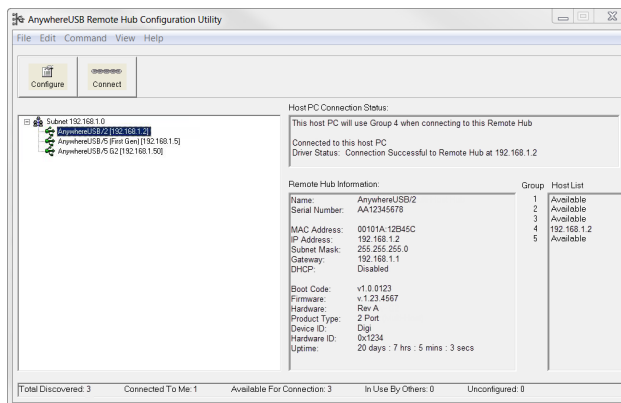 AnywhereUSB Remote Hub Configuration Utility
File Edit Command View Help
Configure Connect
Subnet 192.168.1.0
AnywhereUSB/2 [192.168.1.2]
AnywhereUSB/5 (First Gen) [192.168.1.5]
AnywhereUSB/5 G2 [192.168.1.50]
Host PC Connection Status:
This host PC will use Group 4 when connecting to this Remote Hub
Connected to this host PC
Driver Status: Connection Successful to Remote Hub at 192.168.1.2
Remote Hub Information:
Name: AnywhereUSB/2
Serial Number: AA12345678
MAC Address: 00101A:12B45C
IP Address: 192.168.1.2
Subnet Mask: 255.255.255.0
Gateway: 192.168.1.1
DHCP: Disabled
Boot Code: v1.0.0123
Firmware: v.1.23.4567
Hardware: Rev A
Product Type: 2 Port
Device ID: Digi
Hardware ID: 0x1234
Uptime: 20 days : 7 hrs : 5 mins : 3 secs
Group Host List
1 Available
2 Available
3 Available
4 192.168.1.2
5 Available
Total Discovered: 3 Connected To Me: 1 Available For Connection: 3 In Use By Others: 0 Unconfigured: 0